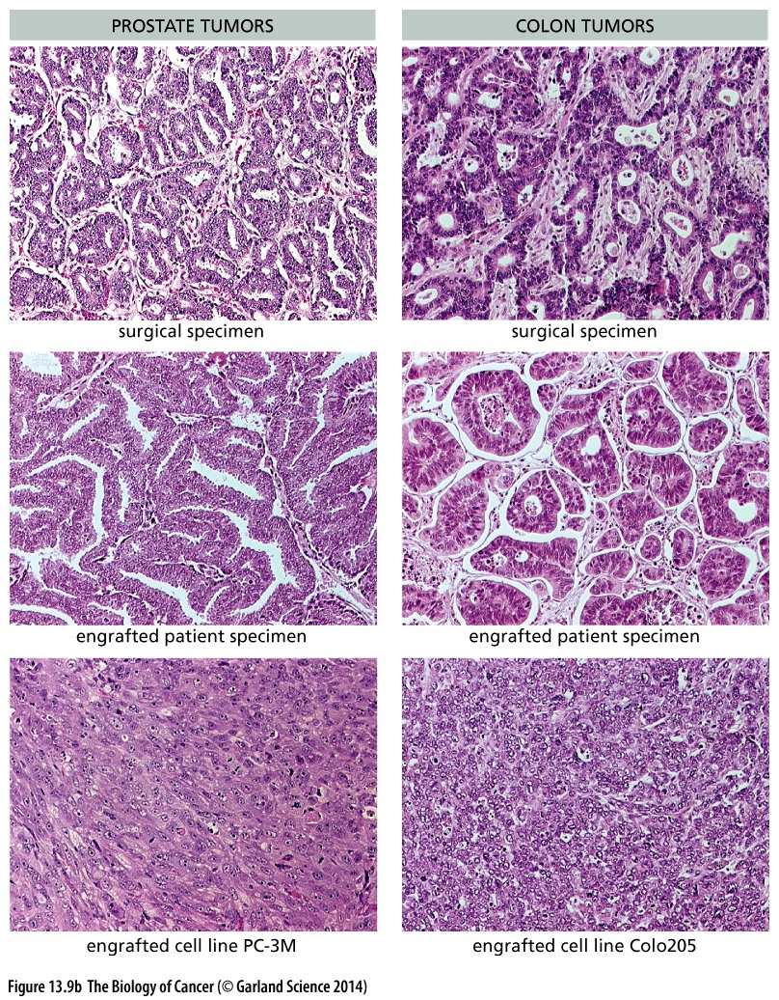 PROSTATE TUMORS
COLON TUMORS
surgical specimen
surgical specimen
engrafted patient specimen
engrafted patient specimen
engrafted cell line PC-3M
engrafted cell line Colo205
Figure 13.9b The Biology of Cancer (© Garland Science 2014)